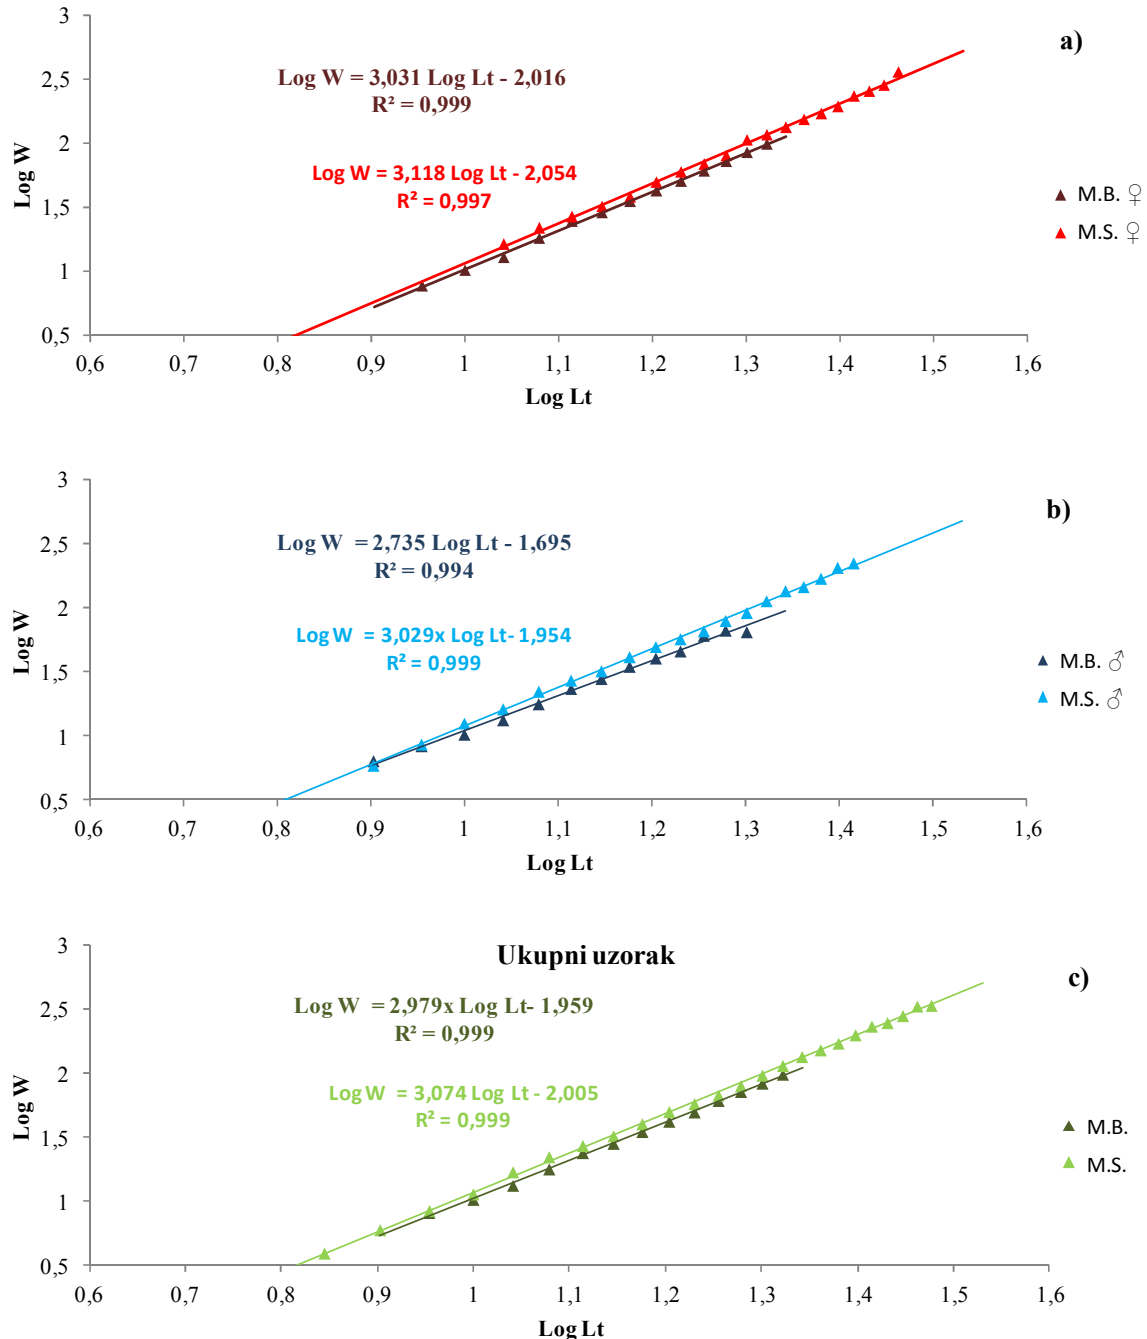 a)
3
2,5
2
1,5
1
0,5
Log W
Log W = 3,031 Log Lt - 2,016
R² = 0,999
Log W = 3,118 Log Lt - 2,054
R² = 0,997
M.B. ♀
M.S. ♀
0,6 0,7 0,8 0,9 1 1,1 1,2 1,3 1,4 1,5 1,6
Log Lt
b)
3
2,5
2
1,5
1
0,5
Log W
Log W = 2,735 Log Lt - 1,695
R² = 0,994
Log W = 3,029x Log Lt- 1,954
R² = 0,999
M.B. ♂
M.S. ♂
0,6 0,7 0,8 0,9 1 1,1 1,2 1,3 1,4 1,5 1,6
Log Lt
Ukupni uzorak
c)
3
2,5
2
1,5
1
0,5
Log W
Log W = 2,979x Log Lt- 1,959
R² = 0,999
Log W = 3,074 Log Lt - 2,005
R² = 0,999
M.B.
M.S.
0,6 0,7 0,8 0,9 1 1,1 1,2 1,3 1,4 1,5 1,6
Log Lt